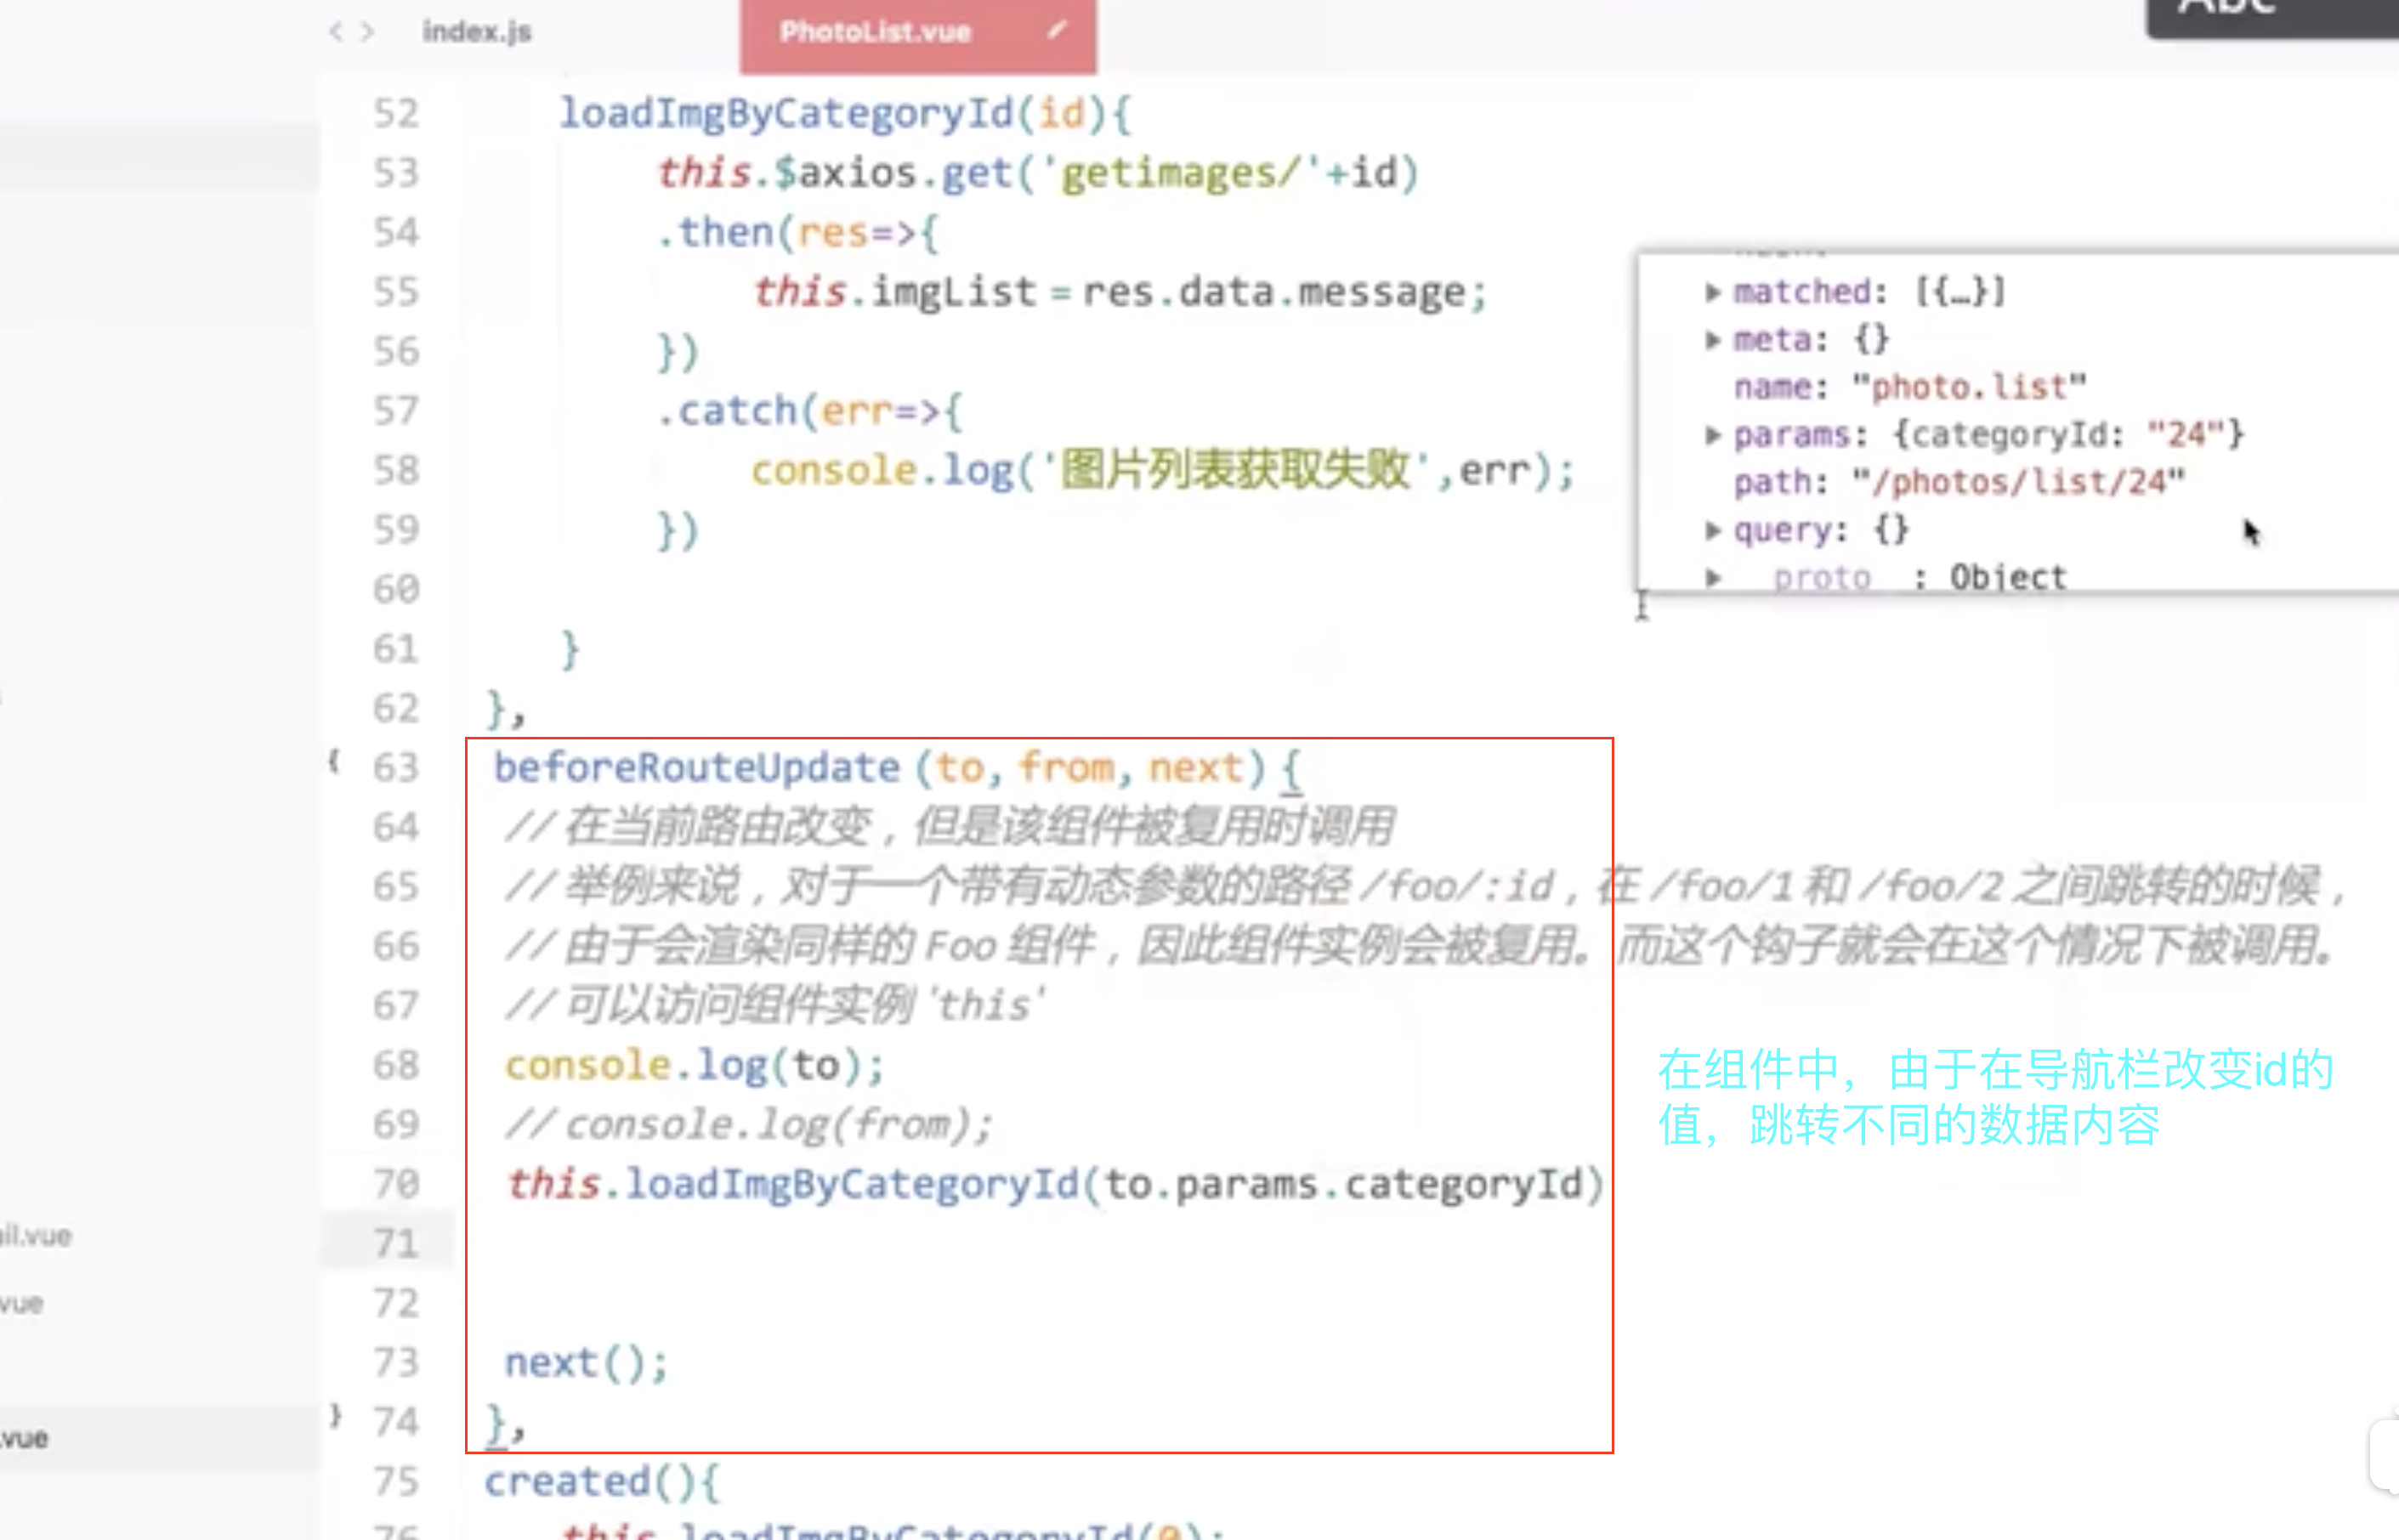 index.js
PhotoList.vue
Abc
52 loadImgByCategoryId(id){
53 this.$axios.get('getimages/'+id)
54 .then(res=>{
55 this.imgList = res.data.message;
56 })
57 .catch(err=>{
58 console.log('图片列表获取失败',err);
59 })
60
61 }
62 },
63 beforeRouteUpdate (to, from, next) {
64 // 在当前路由改变，但是该组件被复用时调用
65 // 举例来说，对于一个带有动态参数的路径 /foo/:id，在 /foo/1 和 /foo/2 之间跳转的时候，
66 // 由于会渲染同样的 Foo 组件，因此组件实例会被复用。而这个钩子就会在这个情况下被调用。
67 // 可以访问组件实例 'this'
68 console.log(to);
69 //console.log(from);
70 this.loadImgByCategoryId(to.params.categoryId)
71
72
73 next();
74 },
75 created(){
76 this.loadImgByCategoryId(0);
matched: [{…}]
meta: {}
name: "photo.list"
params: {categoryId: "24"}
path: "/photos/list/24"
query: {}
proto : Object
在组件中，由于在导航栏改变id的
值，跳转不同的数据内容
il.vue
vue
.vue